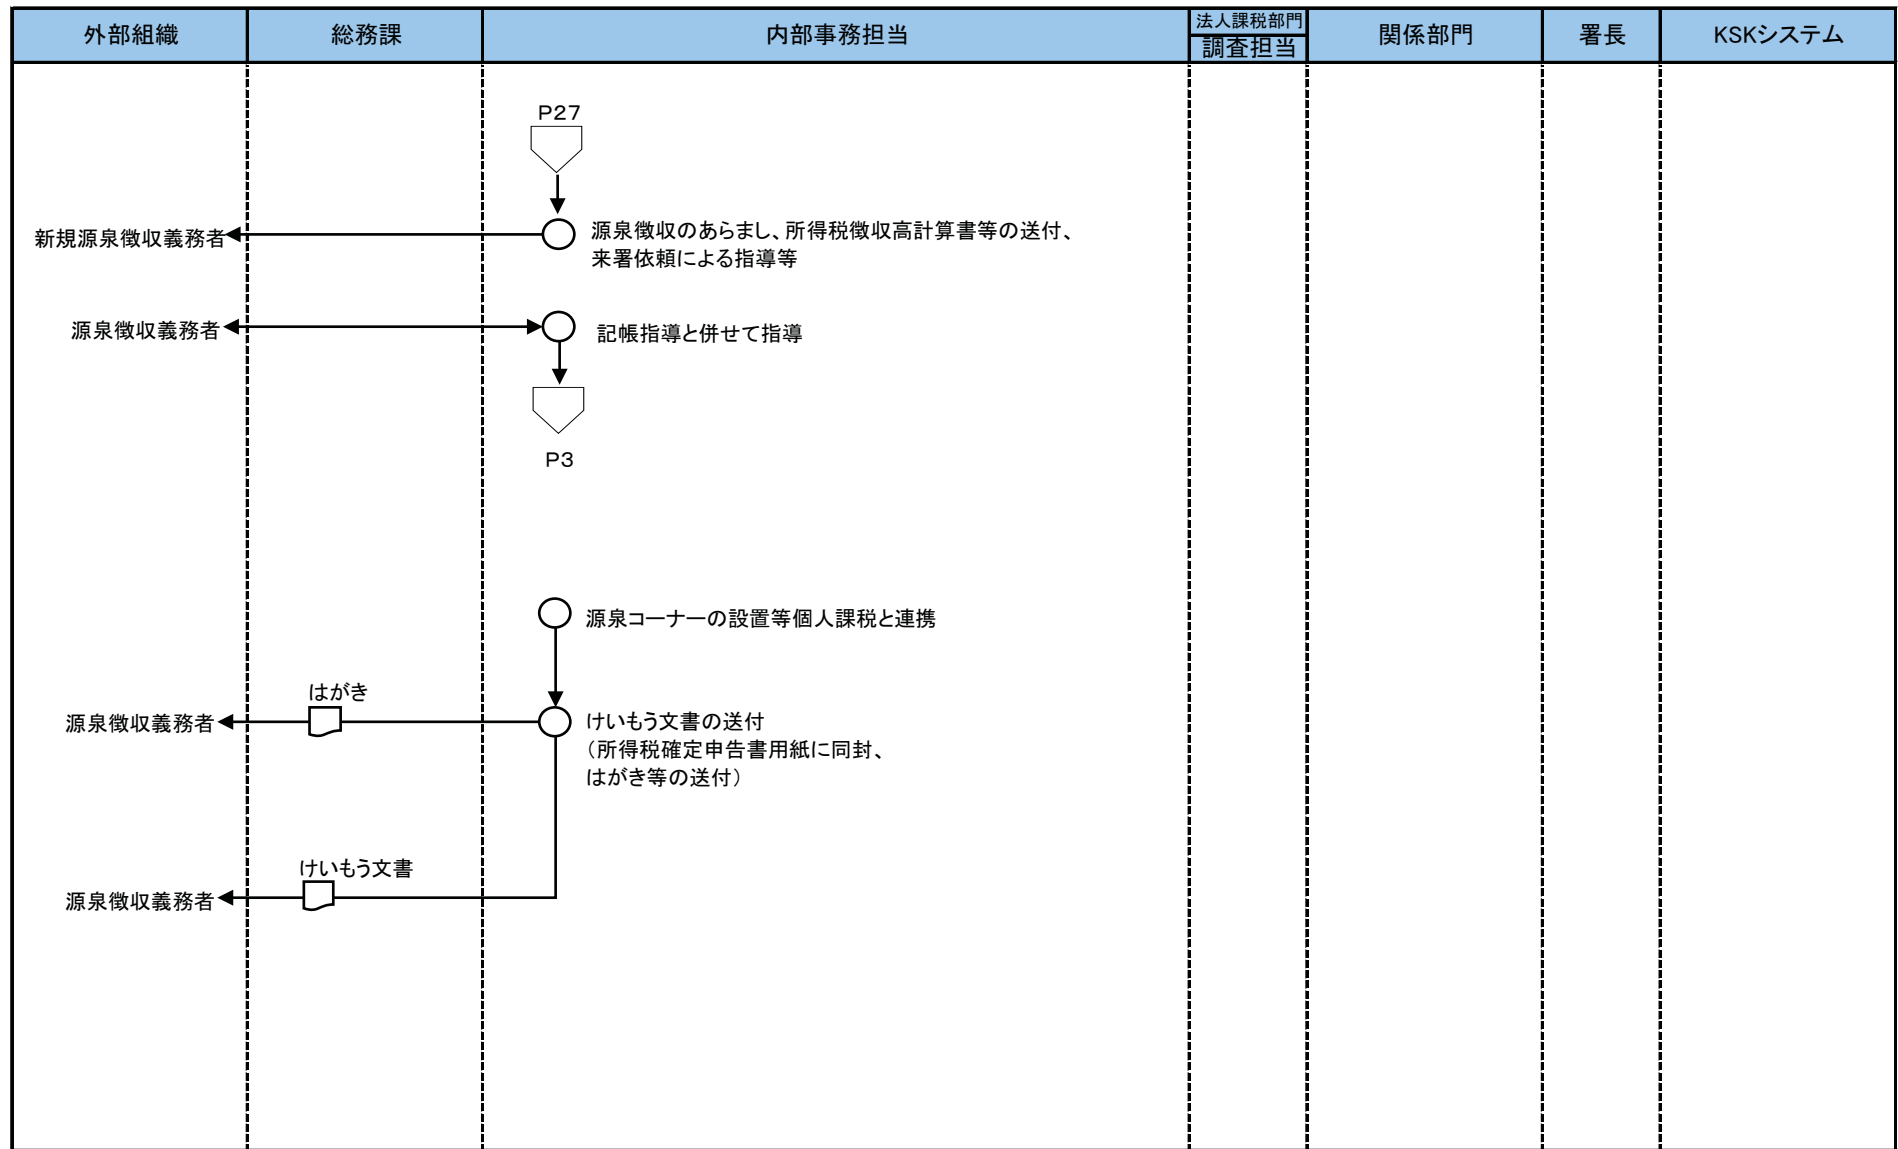 外部組織
総務課
内部事務担当
法人課税部門
調査担当
関係部門
署長
KSKシステム
P27
新規源泉徴収義務者
源泉徴収のあらまし、所得税徴収高計算書等の送付、
来署依頼による指導等
源泉徴収義務者
記帳指導と併せて指導
P3
源泉コーナーの設置等個人課税と連携
はがき
源泉徴収義務者
けいもう文書の送付
（所得税確定申告書用紙に同封、
はがき等の送付）
けいもう文書
源泉徴収義務者